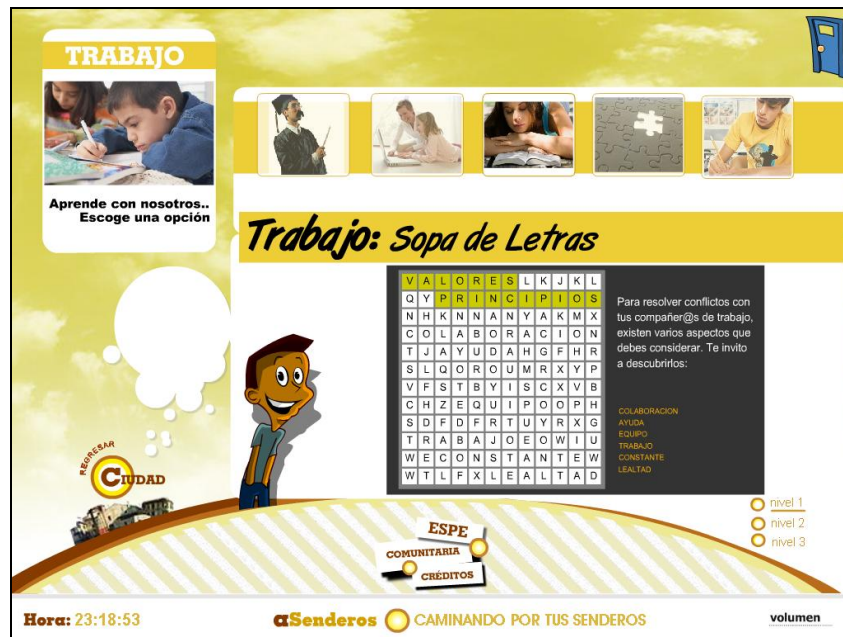 TRABAJO
Aprende con nosotros..
Escoge una opción
Trabajo: Sopa de Letras
V A L O R E S L K J K L
Q Y P R I N C I P I O S
N H K N N A N Y A K M X
C O L A B O R A C I O N
T J A Y U D A H G F H R
S L Q O R O U M R X Y P
V F S T B Y I S C X V B
C H Z E Q U I P O O P H
S D F D F R T U Y R X G
T R A B A J O E O W I U
W E C O N S T A N T E W
W T L F X L E A L T A D
Para resolver conflictos con
tus compañer@s de trabajo,
existen varios aspectos que
debes considerar. Te invito
a descubrirlos:
COLABORACION
AYUDA
EQUIPO
TRABAJO
CONSTANTE
LEALTAD
REGRESAR
CIUDAD
nivel 1
nivel 2
nivel 3
ESPE
COMUNITARIA
CRÉDITOS
Hora: 23:18:53
aSenderos
CAMINANDO POR TUS SENDEROS
volumen